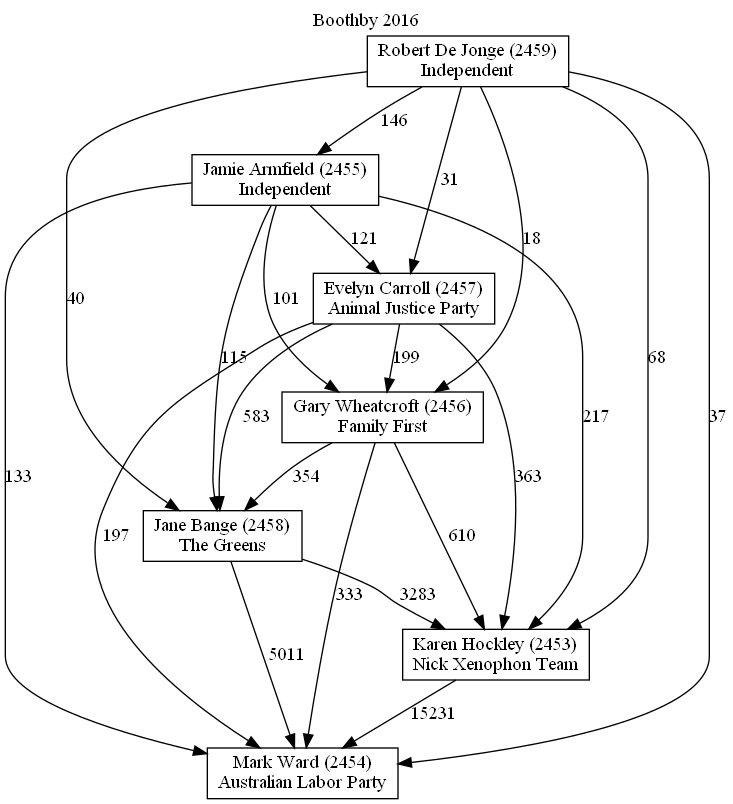 Boothby 2016
Robert De Jonge (2459)
Independent
146
Jamie Armfield (2455)
Independent
31
18
121
Evelyn Carroll (2457)
Animal Justice Party
40
101
115
199
68
Gary Wheatcroft (2456)
Family First
583
217
37
133
354
363
Jane Bange (2458)
The Greens
197
610
333
3283
Karen Hockley (2453)
Nick Xenophon Team
5011
15231
Mark Ward (2454)
Australian Labor Party